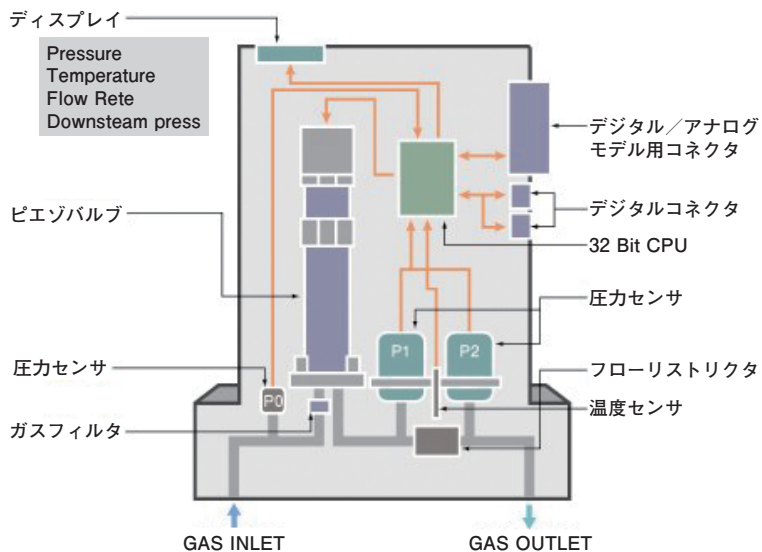 ディスプレイ
Pressure
Temperature
Flow Rete
Downsteam press
デジタル／アナログ
モデル用コネクタ
ピエゾバルブ
デジタルコネクタ
32 Bit CPU
圧力センサ
P1
P2
圧力センサ
P0
フローリストリクタ
温度センサ
ガスフィルタ
GAS INLET
GAS OUTLET